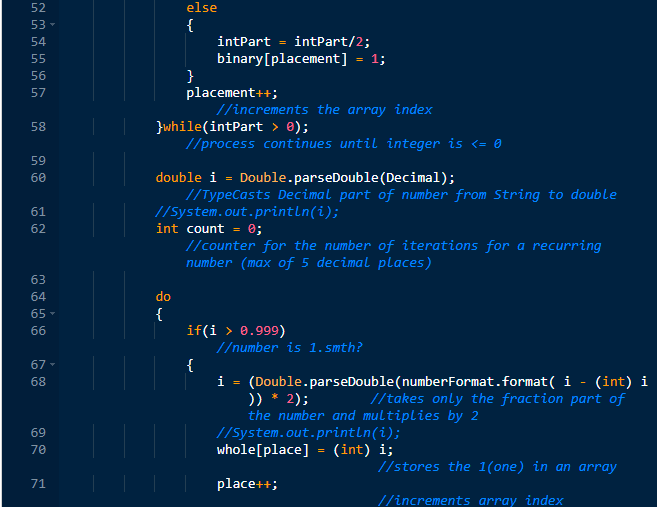 52 else
53 {
54 intPart = intPart/2;
55 binary[placement] = 1;
56 }
57 placement++;
//increments the array index
58 }while(intPart > 0);
//process continues until integer is <= 0
59
60 double i = Double.parseDouble(Decimal);
//TypeCasts Decimal part of number from String to double
61 //System.out.println(i);
62 int count = 0;
//counter for the number of iterations for a recurring
number (max of 5 decimal places)
63
64 do
65 {
66 if(i > 0.999)
//number is 1.smth?
67 {
68 i = (Double.parseDouble(numberFormat.format( i - (int) i
)) * 2); //takes only the fraction part of
the number and multiplies by 2
69 //System.out.println(i);
70 whole[place] = (int) i;
//stores the 1(one) in an array
71 place++;
//increments array index